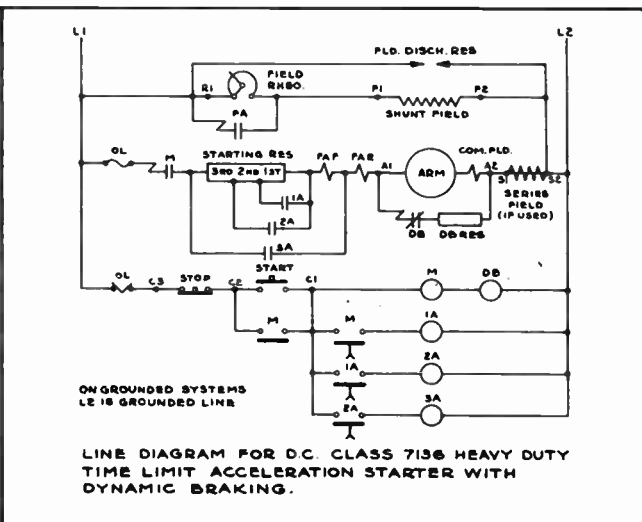 L1 L2
FLD. DISCH. RES
R1 FIELD RHEO. F1 F2
FA SHUNT FIELD
OL M STARTING RES FAF FAR A1 ARM COM. FLD. A2 S1 S2
3RD 2ND 1ST
1A
2A
3A
DB DB RES
SERIES FIELD (IF USED)
OL C3 STOP C2 START C1 M DB
M M 1A
1A 2A
2A 3A
ON GROUNDED SYSTEMS
L2 IS GROUNDED LINE
LINE DIAGRAM FOR D.C. CLASS 7136 HEAVY DUTY
TIME LIMIT ACCELERATION STARTER WITH
DYNAMIC BRAKING.